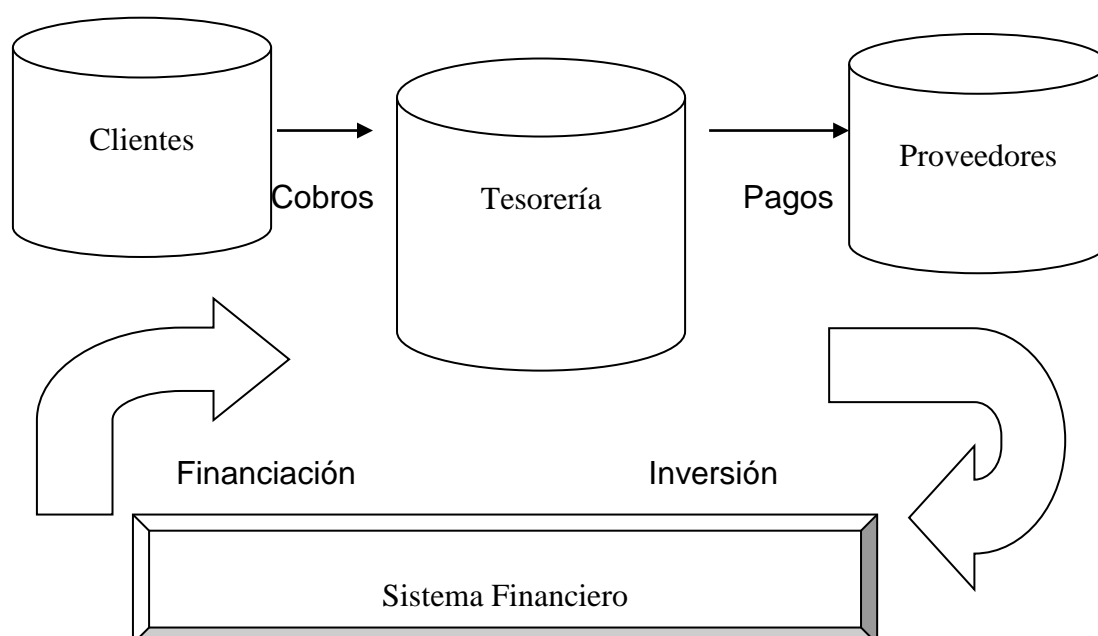 Clientes
Cobros
Tesorería
Pagos
Proveedores
Financiación
Inversión
Sistema Financiero